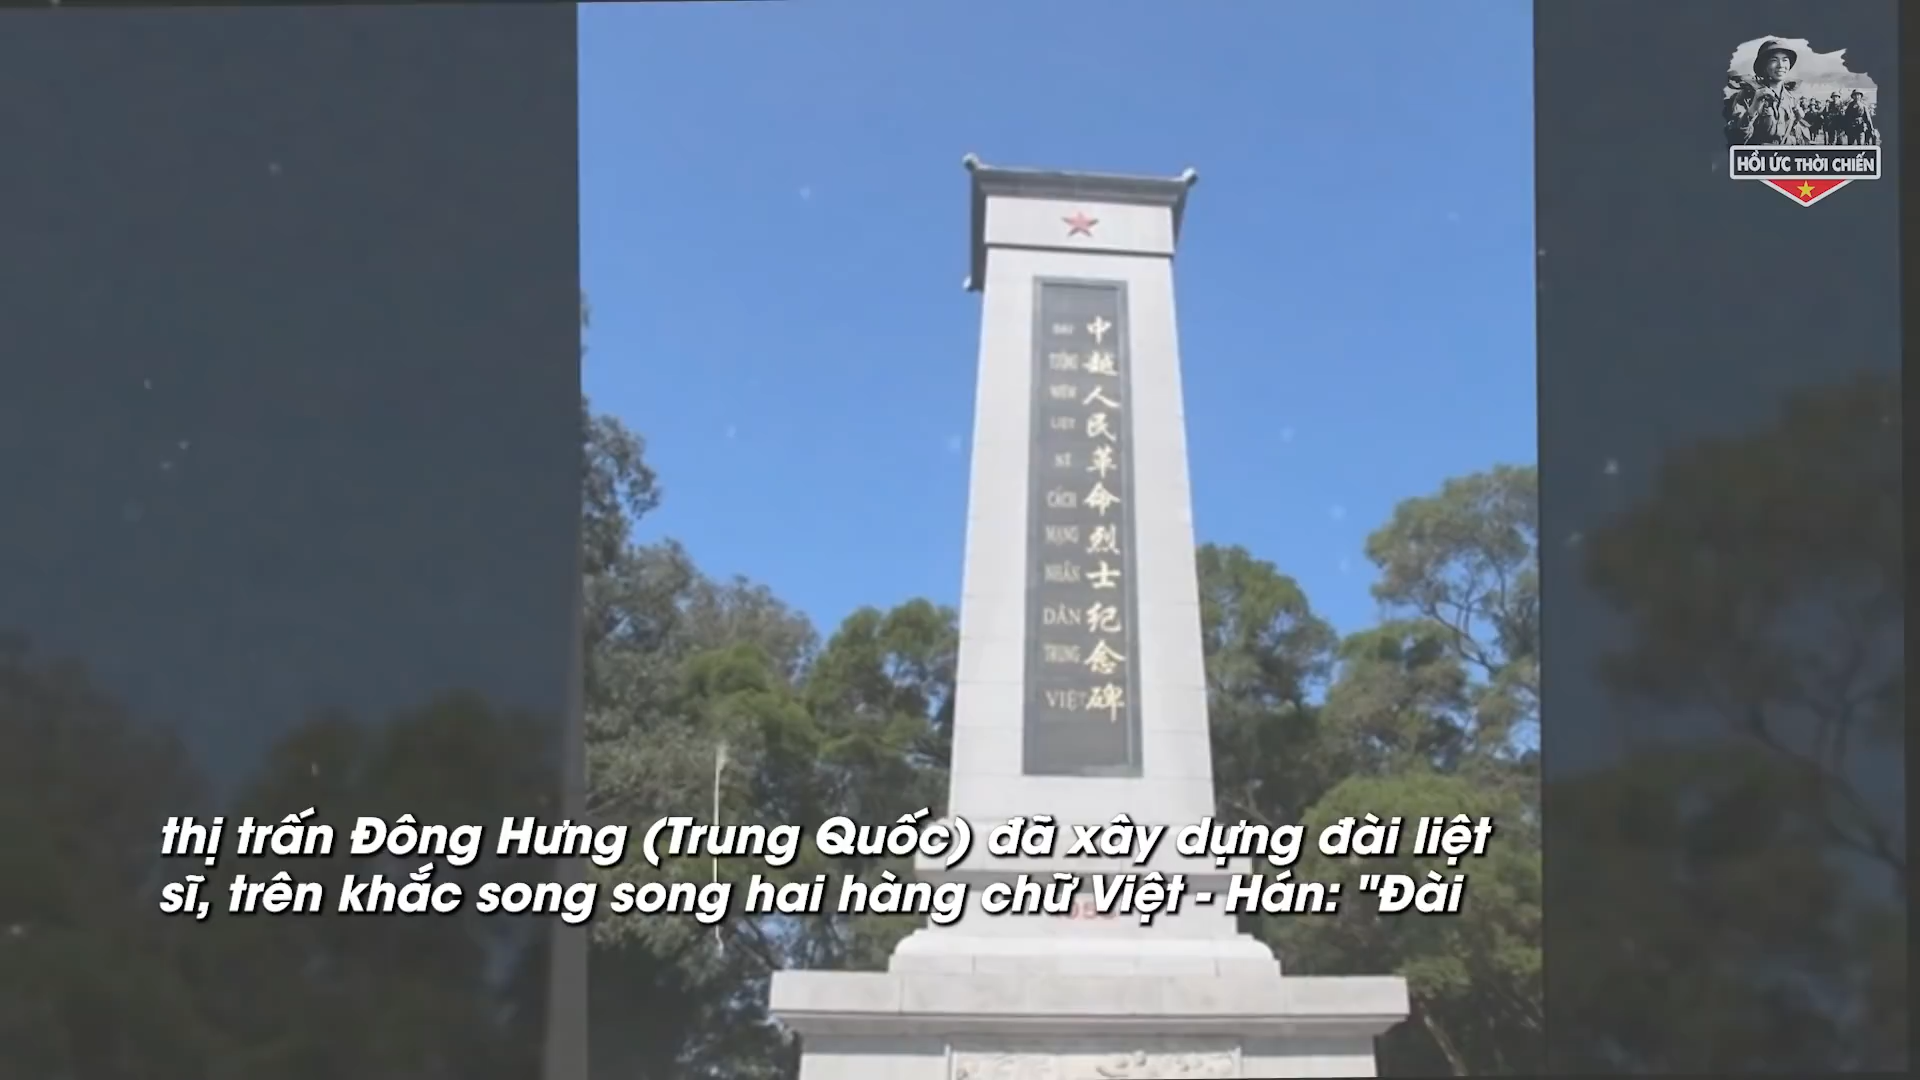 HỒI ỨC THỜI CHIẾN
中越人民革命烈士纪念碑
ĐÀI
TƯỞNG
NIỆM
LIỆT
SĨ
CÁCH
MẠNG
NHÂN
DÂN
TRUNG
VIỆT
thị trấn Đông Hưng (Trung Quốc) đã xây dựng đài liệt
sĩ, trên khắc song song hai hàng chữ Việt - Hán: "Đài